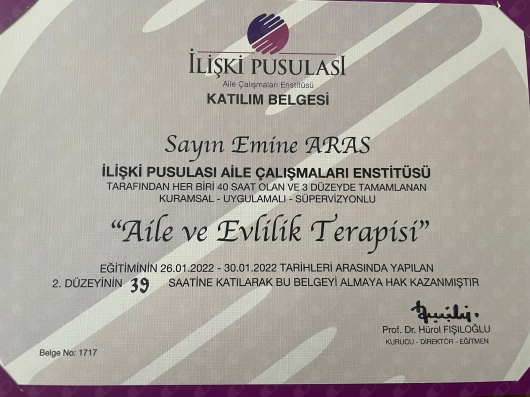 İLİŞKİ PUSULASI
Aile Çalışmaları Enstitüsü
KATILIM BELGESİ
Sayın Emine ARAS
İLİŞKİ PUSULASI AİLE ÇALIŞMALARI ENSTİTÜSÜ
TARAFINDAN HER BİRİ 40 SAAT OLAN VE 3 DÜZEYDE TAMAMLANAN
KURAMSAL - UYGULAMALI - SÜPERVİZYONLU
"Aile ve Evlilik Terapisi"
EĞİTİMİNİN 26.01.2022 - 30.01.2022 TARİHLERİ ARASINDA YAPILAN
2. DÜZEYİNİN 39 SAATİNE KATILARAK BU BELGEYİ ALMAYA HAK KAZANMIŞTIR
Prof. Dr. Hürol FIŞILOĞLU
KURUCU - DİREKTÖR - EĞİTMEN
Belge No: 1717